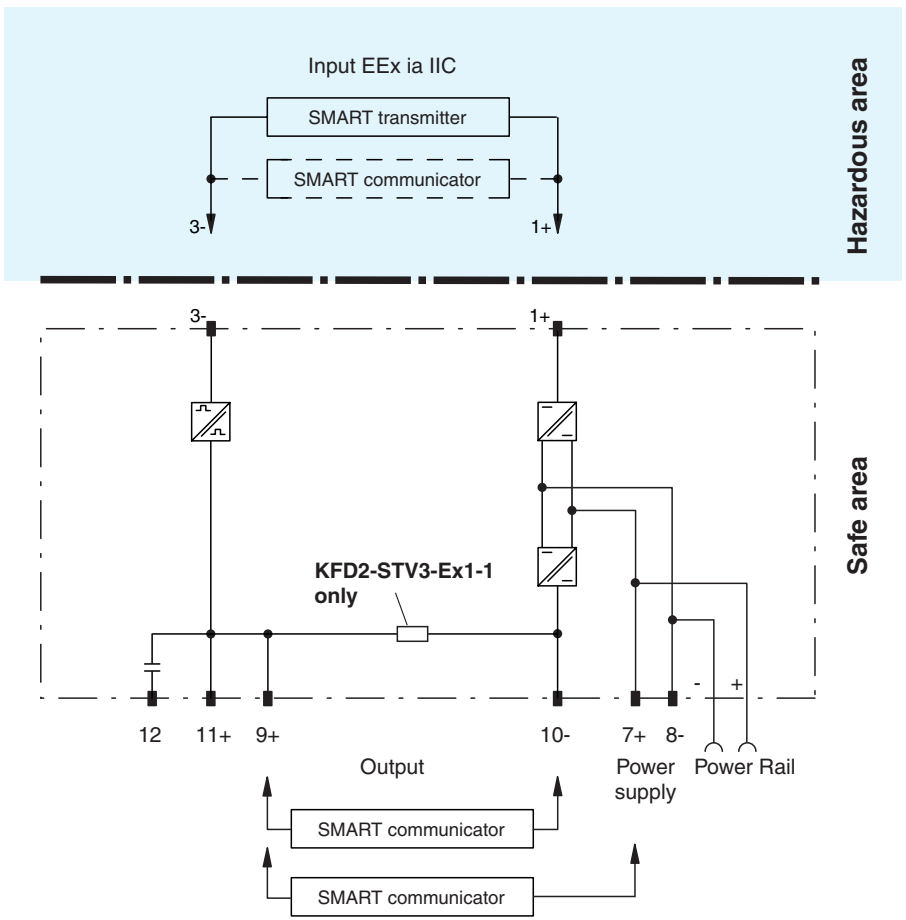 Input EEx ia IIC
SMART transmitter
SMART communicator
3-
1+
Hazardous area
3-
1+
KFD2-STV3-Ex1-1
only
Safe area
-
+
12
11+
9+
10-
7+
8-
Output
Power
supply
Power Rail
SMART communicator
SMART communicator